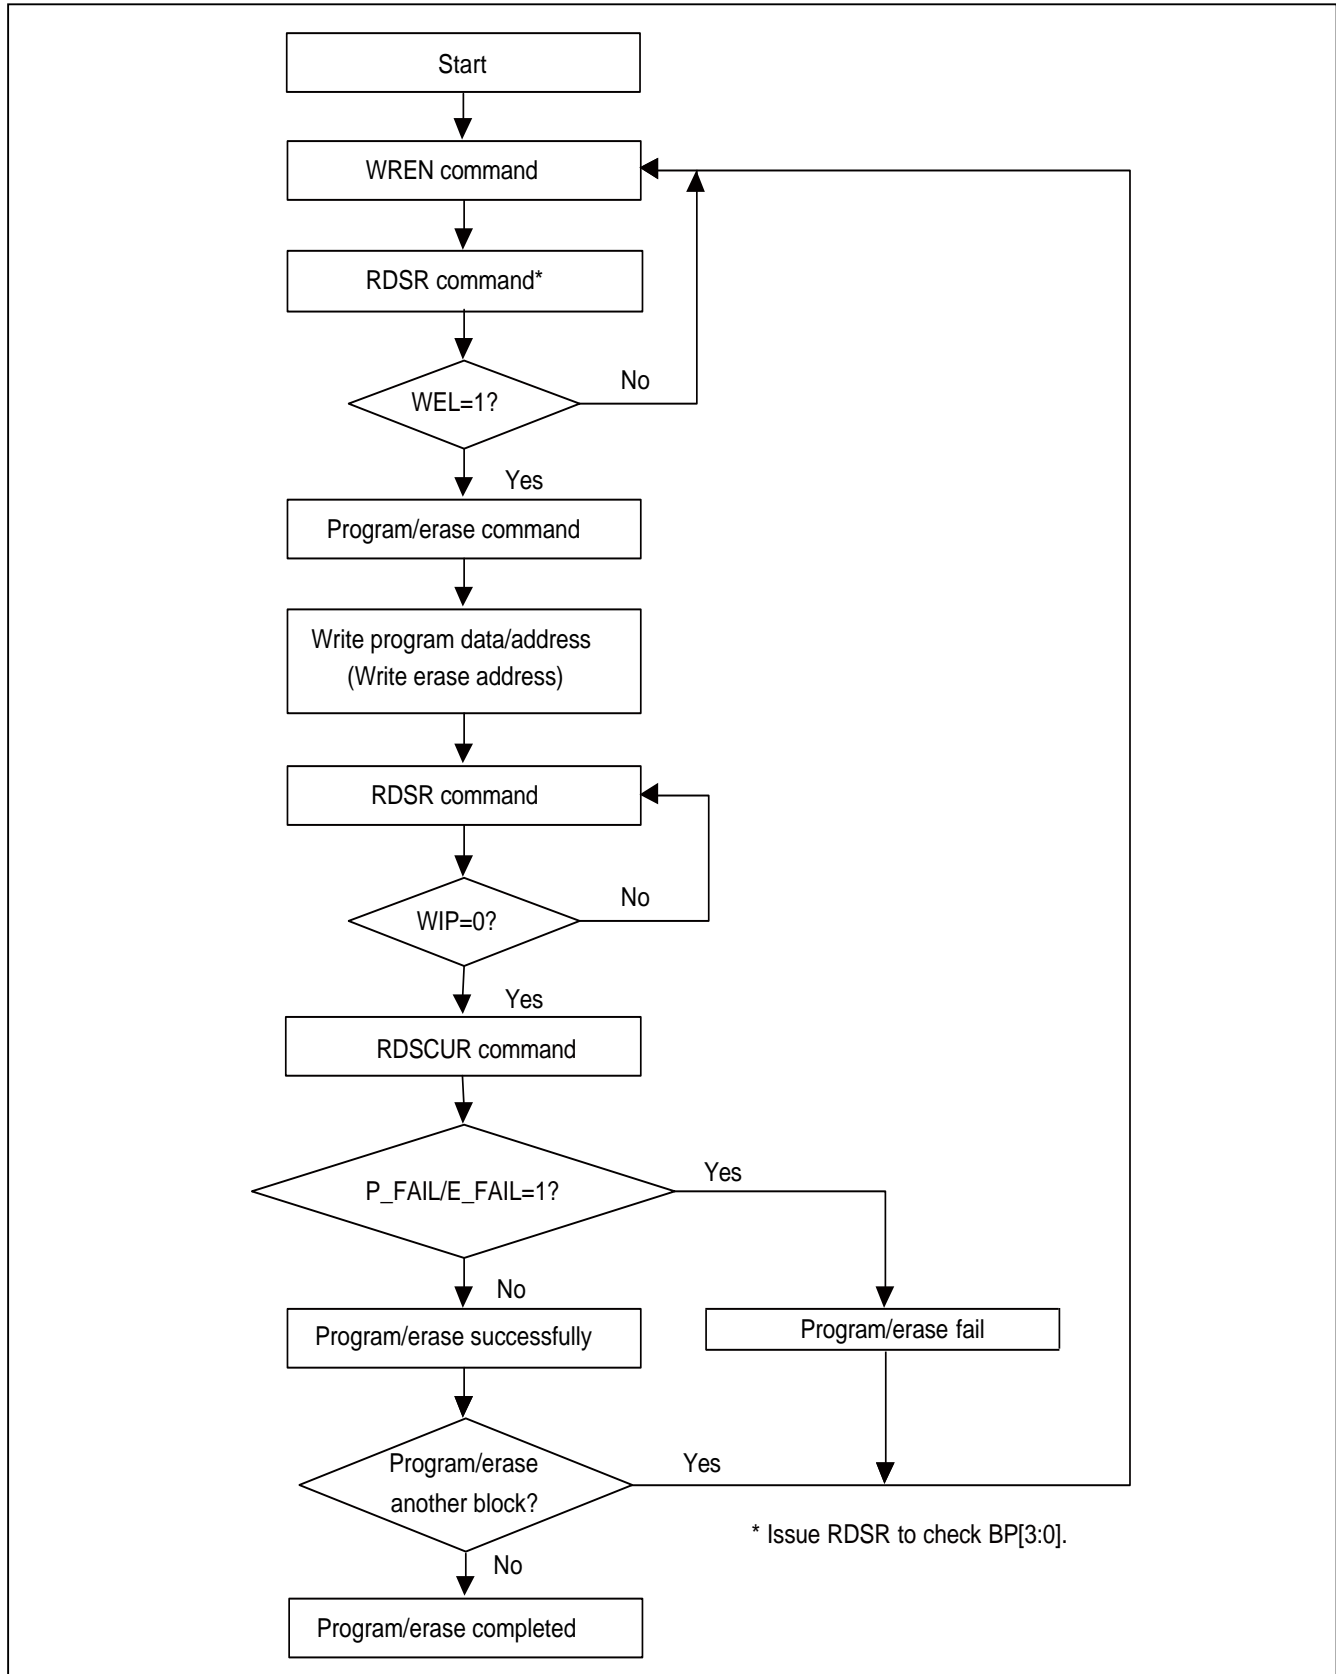 Start
WREN command
RDSR command*
WEL=1?
No
Yes
Program/erase command
Write program data/address
(Write erase address)
RDSR command
WIP=0?
No
Yes
RDSCUR command
P_FAIL/E_FAIL=1?
Yes
No
Program/erase successfully
Program/erase fail
Program/erase
another block?
Yes
* Issue RDSR to check BP[3:0].
No
Program/erase completed